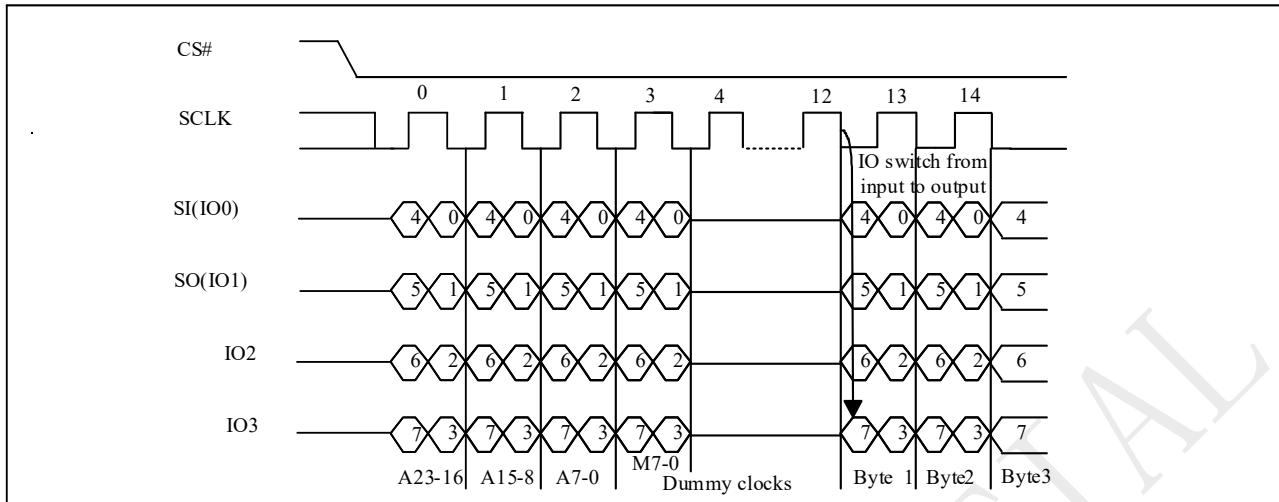 CS#
0 1 2 3 4 12 13 14
SCLK
IO switch from
input to output
SI(IO0) 4 0 4 0 4 0 4 0 4 0 4 0 4
SO(IO1) 5 1 5 1 5 1 5 1 5 1 5 1 5
IO2 6 2 6 2 6 2 6 2 6 2 6 2 6
IO3 7 3 7 3 7 3 7 3 7 3 7 3 7
A23-16 A15-8 A7-0 M7-0 Dummy clocks Byte 1 Byte2 Byte3